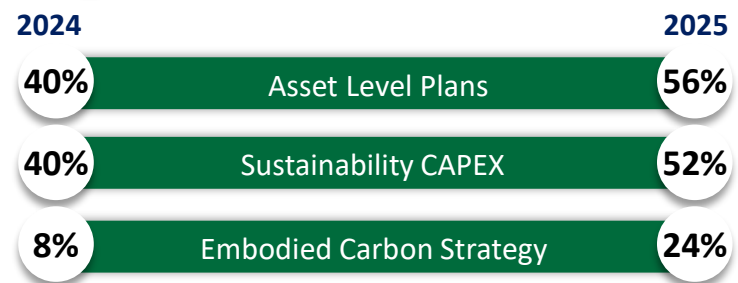 2024 2025
40% Asset Level Plans 56%
40% Sustainability CAPEX 52%
8% Embodied Carbon Strategy 24%